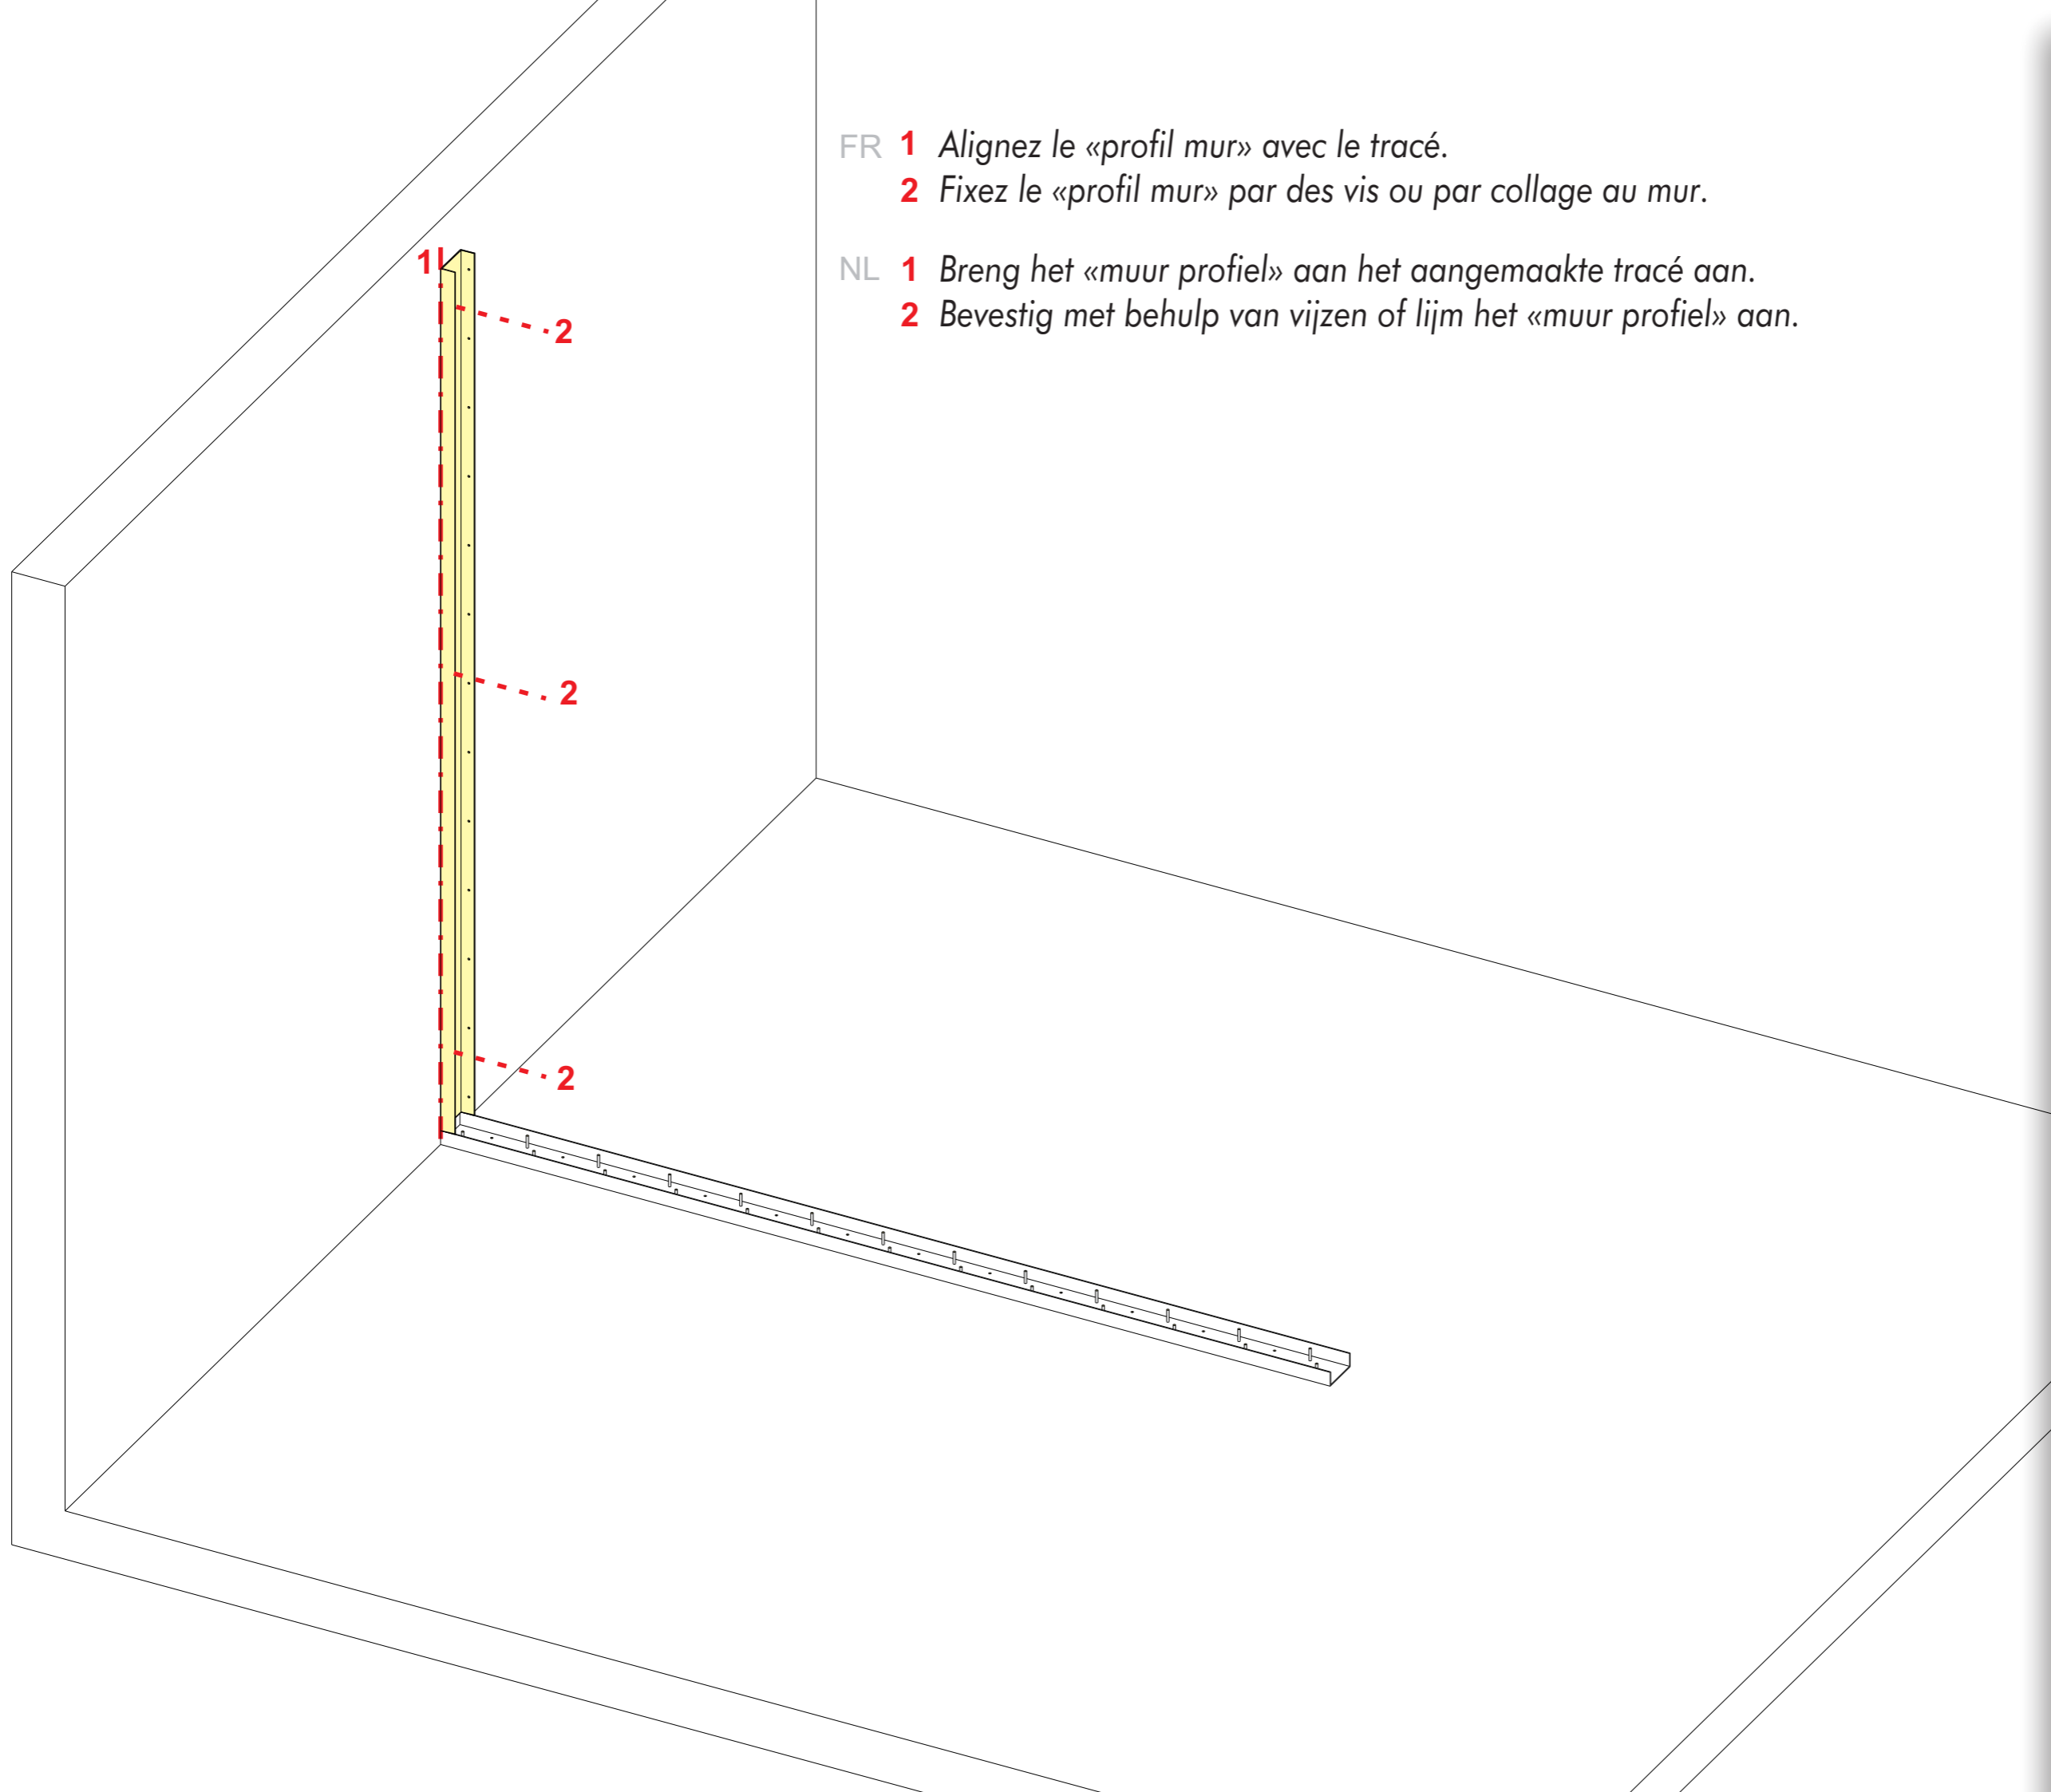 FR 1 Alignez le «profil mur» avec le tracé.
2 Fixez le «profil mur» par des vis ou par collage au mur.
NL 1 Breng het «muur profiel» aan het aangemaakte tracé aan.
2 Bevestig met behulp van vijzen of lijm het «muur profiel» aan.
1
2
2
2